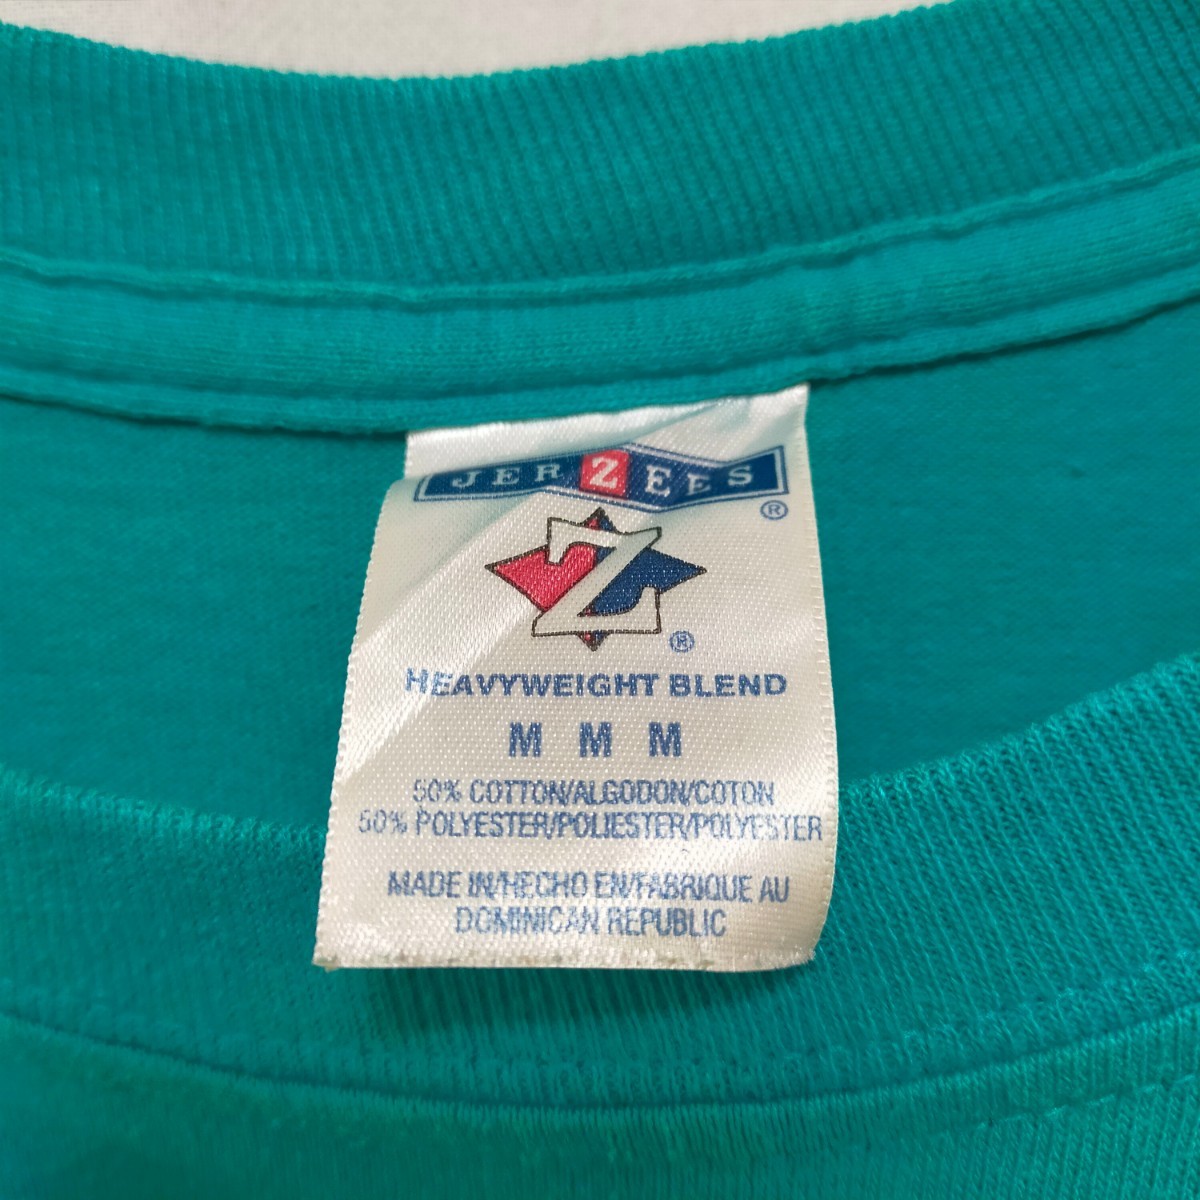 JERZEES
®
Z
®
HEAVYWEIGHT BLEND
M M M
50% COTTON/ALGODON/COTON
50% POLYESTER/POLIESTER/POLYESTER
MADE IN/HECHO EN/FABRIQUE AU
DOMINICAN REPUBLIC